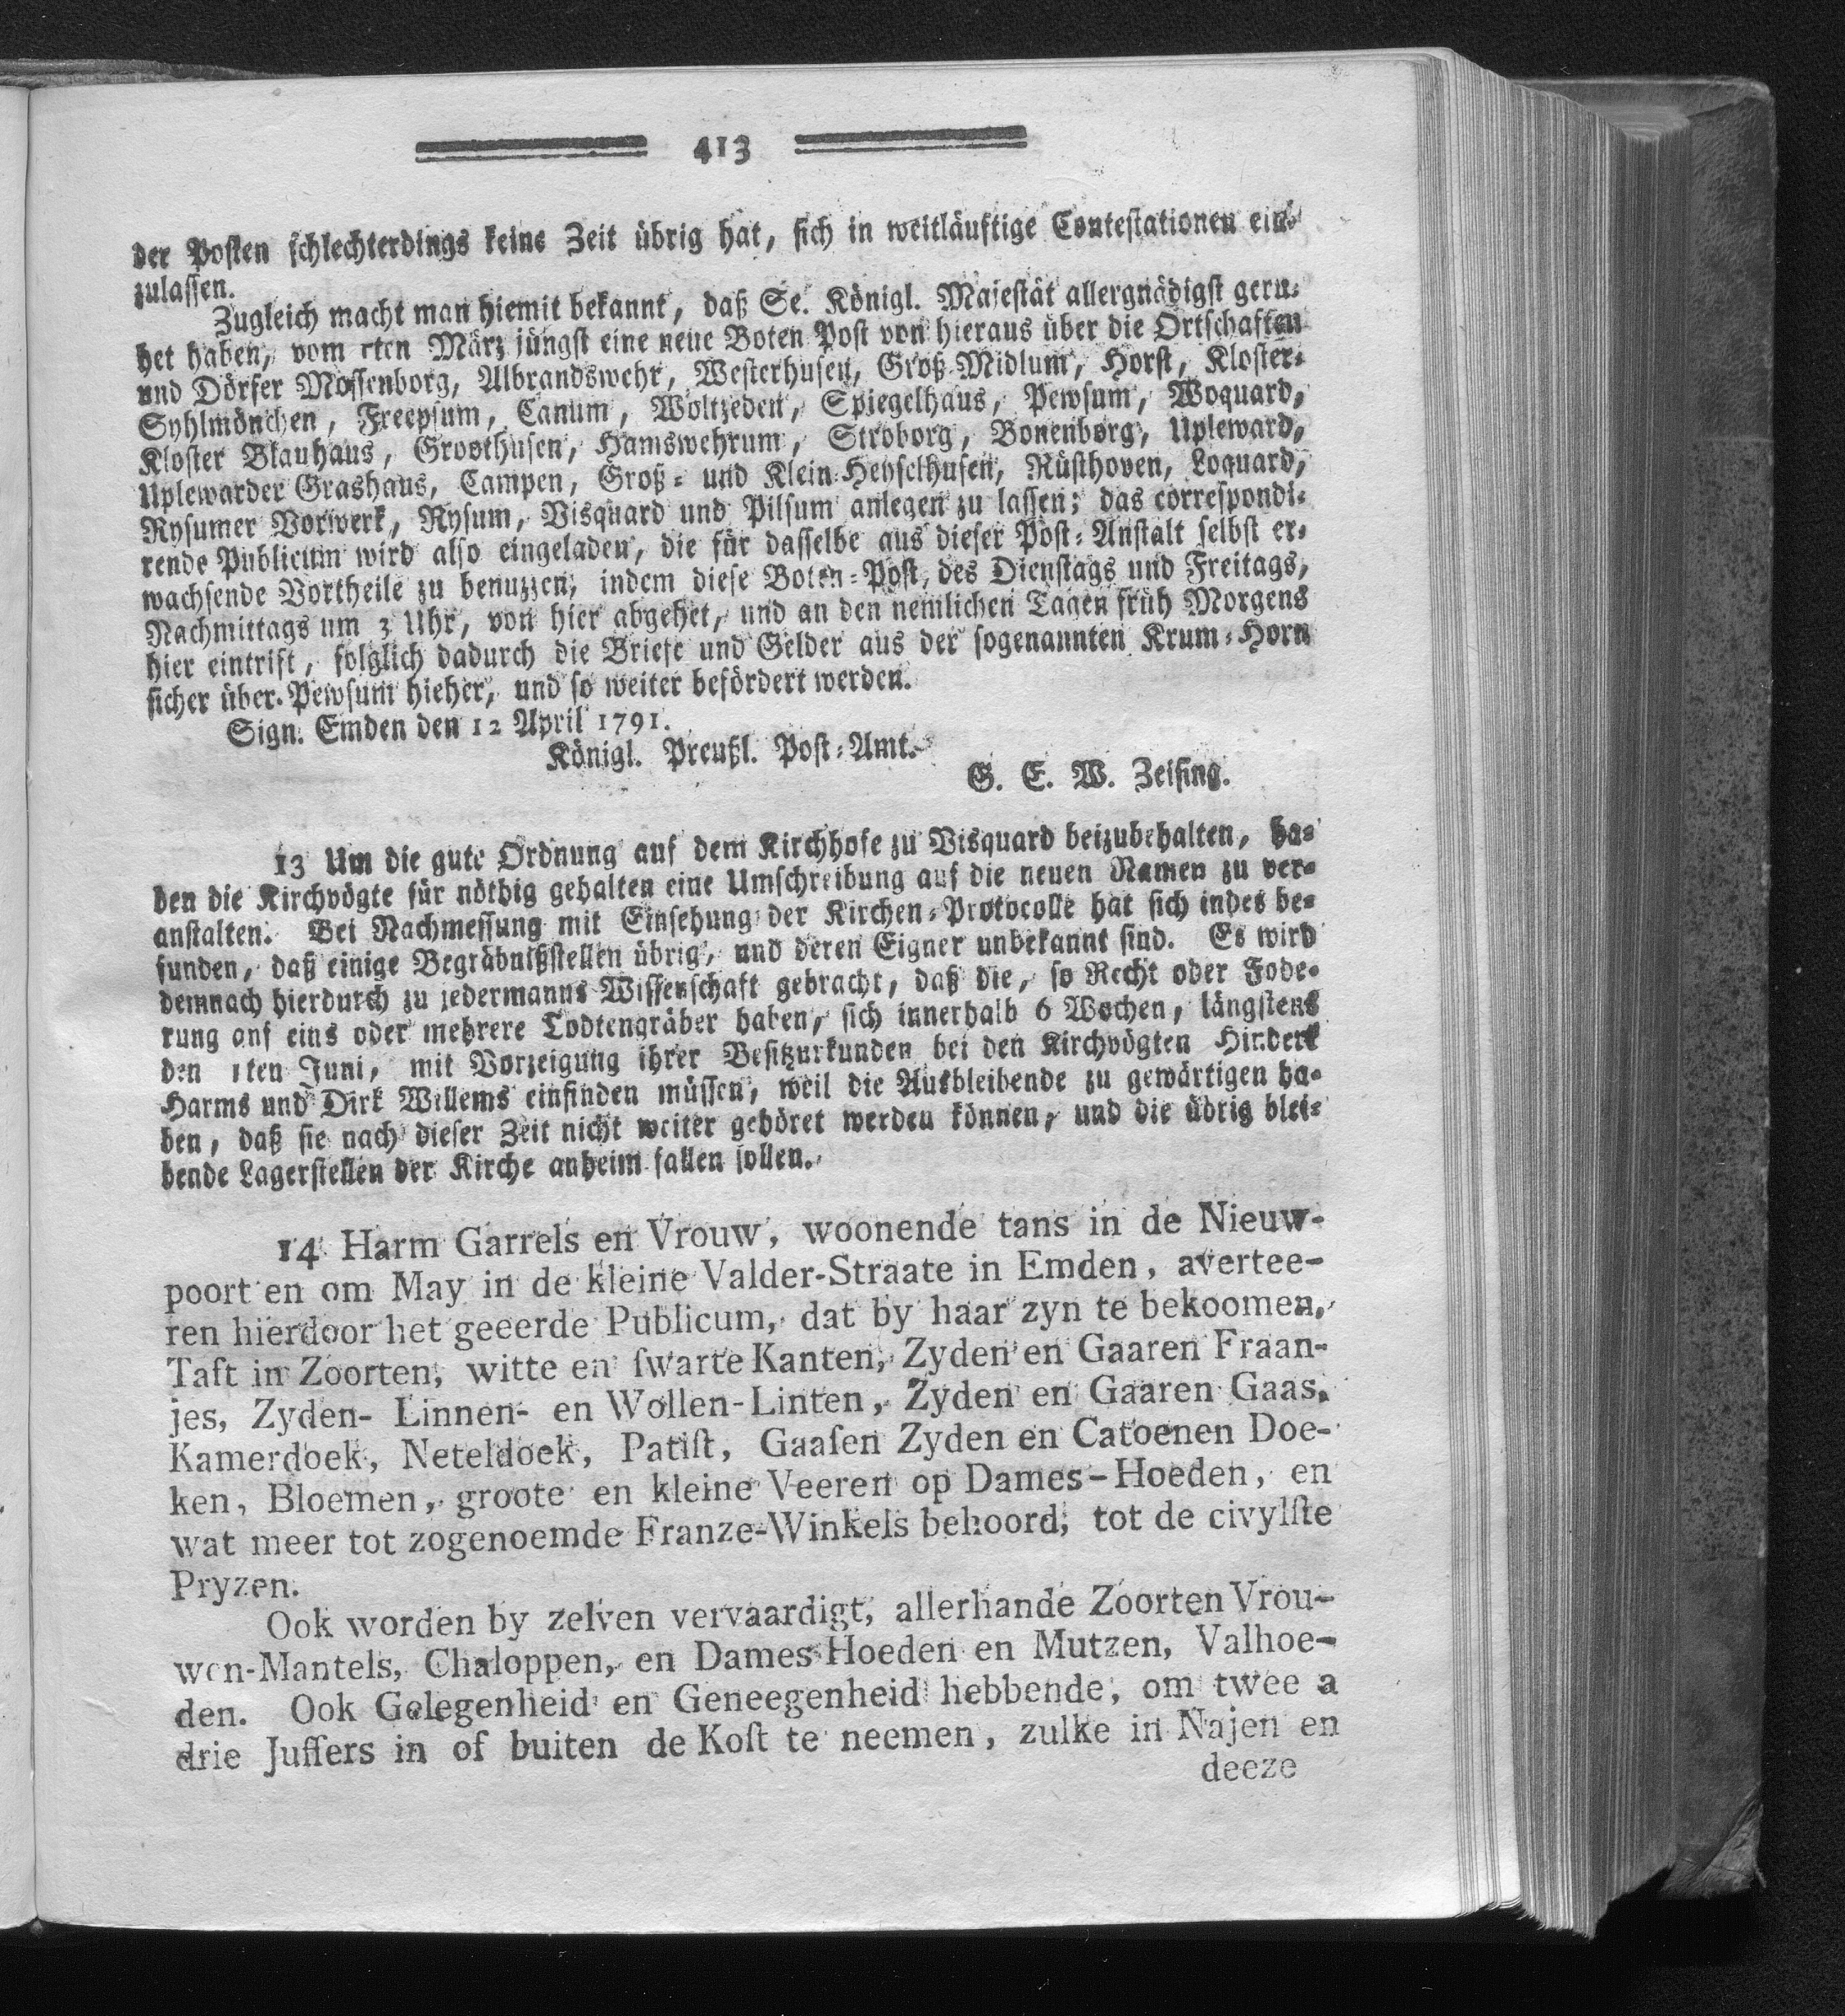 413
der Posten schlechterdings keine Zeit übrig hat, sich in weitläuftige Contestationen ein-
zulassen.
Zugleich macht man hiemit bekannt, daß Se. Königl. Majestät allergnädigst geru-
het haben, vom 1ten März jüngst eine neue Boten Post von hieraus über die Ortschaften
und Dörfer Mossenborg, Albrandswehr, Westerhusen, Groß-Midlum, Horst, Kloster-
Syhlmönchen, Freepsum, Canum, Woltzeden, Spiegelhaus, Pewsum, Woquard,
Kloster Blauhaus, Groothusen, Hamswehrum, Stroborg, Bonenborg, Upleward,
Uplewarder Grashaus, Campen, Groß- und Klein-Heyselhusen, Rüsthoven, Loquard,
Rysumer Vorwerk, Rysum, Visquard und Pilsum anlegen zu lassen; das correspondi-
rende Publicum wird also eingeladen, die für dasselbe aus dieser Post-Anstalt selbst er-
wachsende Vortheile zu benuzzen, indem diese Boten-Post, des Dienstags und Freitags,
Nachmittags um 3 Uhr, von hier abgehet, und an den nemlichen Tagen früh Morgens
hier eintrift, folglich dadurch die Briefe und Gelder aus der sogenannten Krum-Horn
sicher über Pewsum hieher, und so weiter befördert werden.
Sign. Emden den 12 April 1791.
Königl. Preußl. Post-Amt.
G. E. W. Zeising.
13 Um die gute Ordnung auf dem Kirchhofe zu Visquard beizubehalten, ha-
ben die Kirchvögte für nöthig gehalten eine Umschreibung auf die neuen Namen zu ver-
anstalten. Bei Nachmessung mit Einsehung der Kirchen-Protocolle hat sich indes be-
funden, daß einige Begräbnißstellen übrig, und deren Eigner unbekannt sind. Es wird
demnach hierdurch zu jedermanns Wissenschaft gebracht, daß die, so Recht oder Fode-
rung auf eins oder mehrere Todtengräber haben, sich innerhalb 6 Wochen, längstens
den 1ten Juni, mit Vorzeigung ihrer Besitzurkunden bei den Kirchvögten Hinderk
Harms und Dirk Willems einfinden müssen, weil die Ausbleibende zu gewärtigen ha-
ben, daß sie nach dieser Zeit nicht weiter gehöret werden können, und die übrig blei-
bende Lagerstellen der Kirche anheim fallen sollen.
14 Harm Garrels en Vrouw, woonende tans in de Nieuw-
poort en om May in de kleine Valder-Straate in Emden, avertee-
ren hierdoor het geeerde Publicum, dat by haar zyn te bekoomen,
Taft in Zoorten, witte en ſwarte Kanten, Zyden en Gaaren Fraan-
jes, Zyden- Linnen- en Wollen-Linten, Zyden en Gaaren Gaas,
Kamerdoek, Neteldoek, Patiſt, Gaaſen Zyden en Catoenen Doe-
ken, Bloemen, groote en kleine Veeren op Dames-Hoeden, en
wat meer tot zogenoemde Franze-Winkels behoord, tot de civylſte
Pryzen.
Ook worden by zelven vervaardigt, allerhande Zoorten Vrou-
wen-Mantels, Chaloppen, en Dames Hoeden en Mutzen, Valhoe-
den. Ook Gelegenheid en Geneegenheid hebbende, om twee a
drie Juſſers in of buiten de Koſt te neemen, zulke in Najen en
deeze